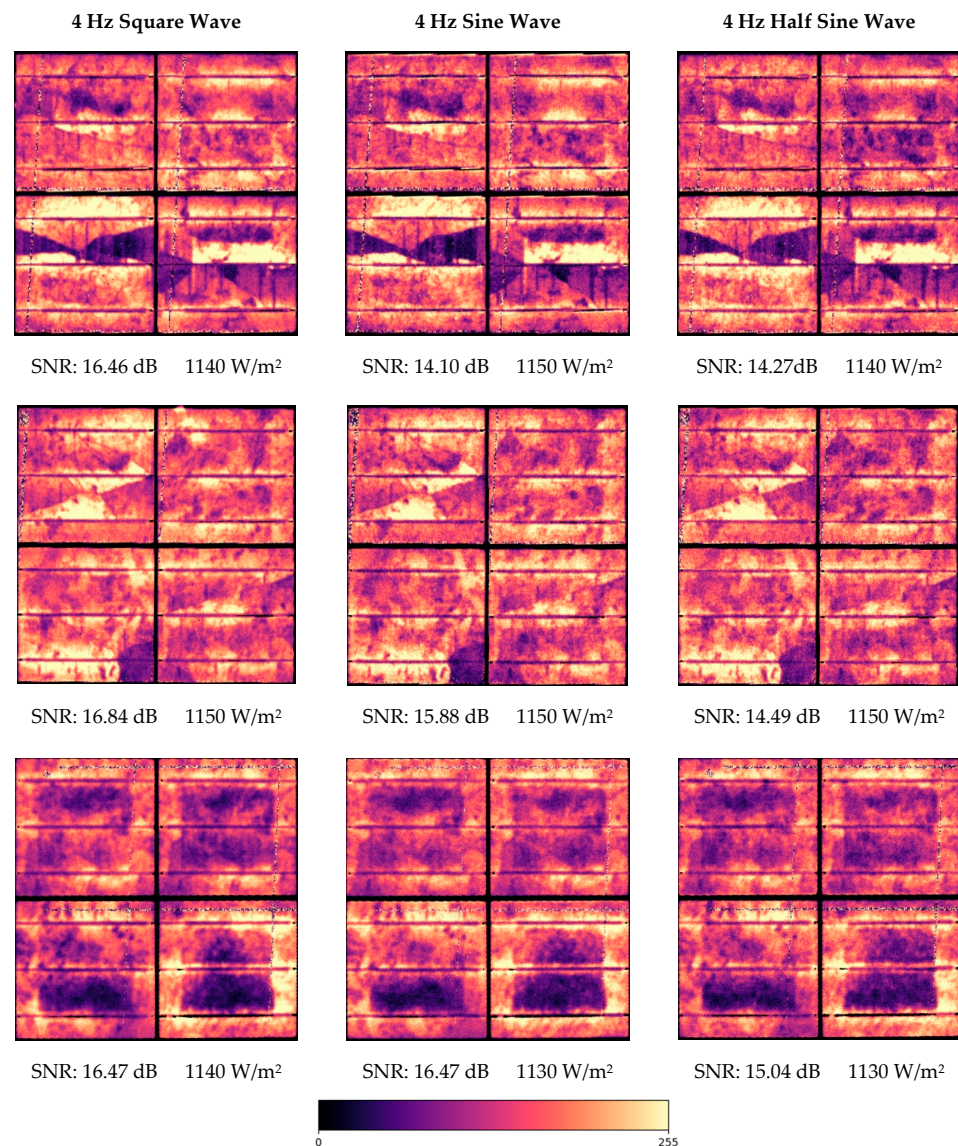 4 Hz Square Wave 4 Hz Sine Wave 4 Hz Half Sine Wave
SNR: 16.46 dB 1140 W/m² SNR: 14.10 dB 1150 W/m² SNR: 14.27dB 1140 W/m²
SNR: 16.84 dB 1150 W/m² SNR: 15.88 dB 1150 W/m² SNR: 14.49 dB 1150 W/m²
SNR: 16.47 dB 1140 W/m² SNR: 16.47 dB 1130 W/m² SNR: 15.04 dB 1130 W/m²
0 255